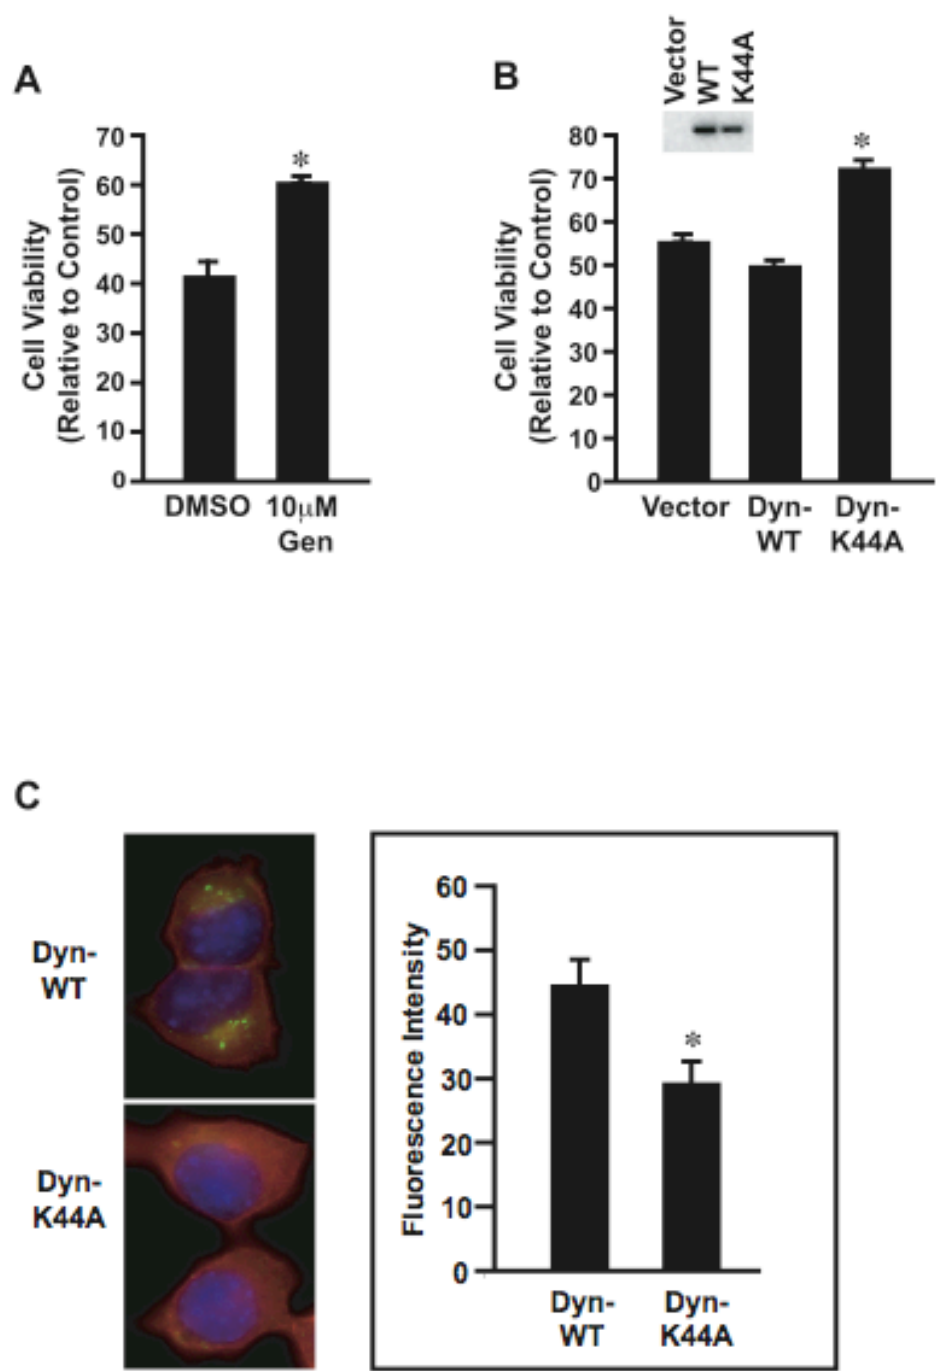 A
70
60
50
40
30
20
10
0
Cell Viability
(Relative to Control)
*
DMSO
10μM
Gen
B
Vector
WT
K44A
80
70
60
50
40
30
20
10
0
Cell Viability
(Relative to Control)
*
Vector
Dyn-
WT
Dyn-
K44A
C
Dyn-
WT
Dyn-
K44A
60
50
40
30
20
10
0
Fluorescence Intensity
*
Dyn-
WT
Dyn-
K44A